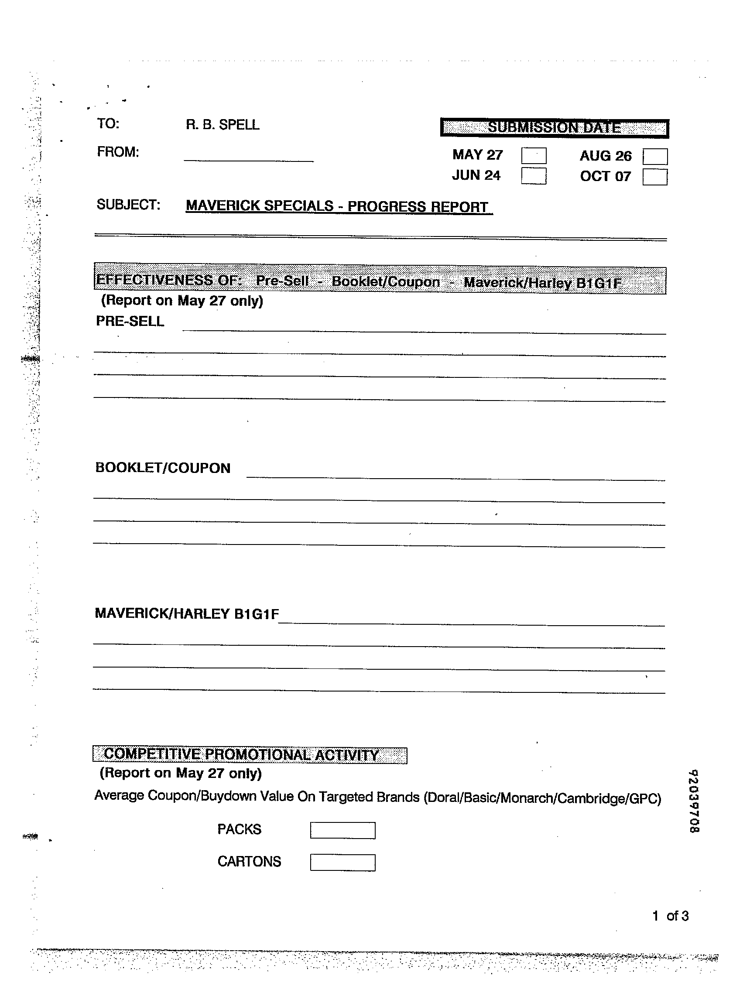 TO: R. B. SPELL
SUBMISSION DATE
FROM:
MAY 27 AUG 26
JUN 24 OCT 07
SUBJECT: MAVERICK SPECIALS - PROGRESS REPORT
EFFECTIVENESS OF: Pre-Sell - Booklet/Coupon - Maverick/Harley B1G1F
(Report on May 27 only)
PRE-SELL
BOOKLET/COUPON
MAVERICK/HARLEY B1G1F
COMPETITIVE PROMOTIONAL ACTIVITY
(Report on May 27 only)
Average Coupon/Buydown Value On Targeted Brands (Doral/Basic/Monarch/Cambridge/GPC)
PACKS
CARTONS
92039708
1 of 3